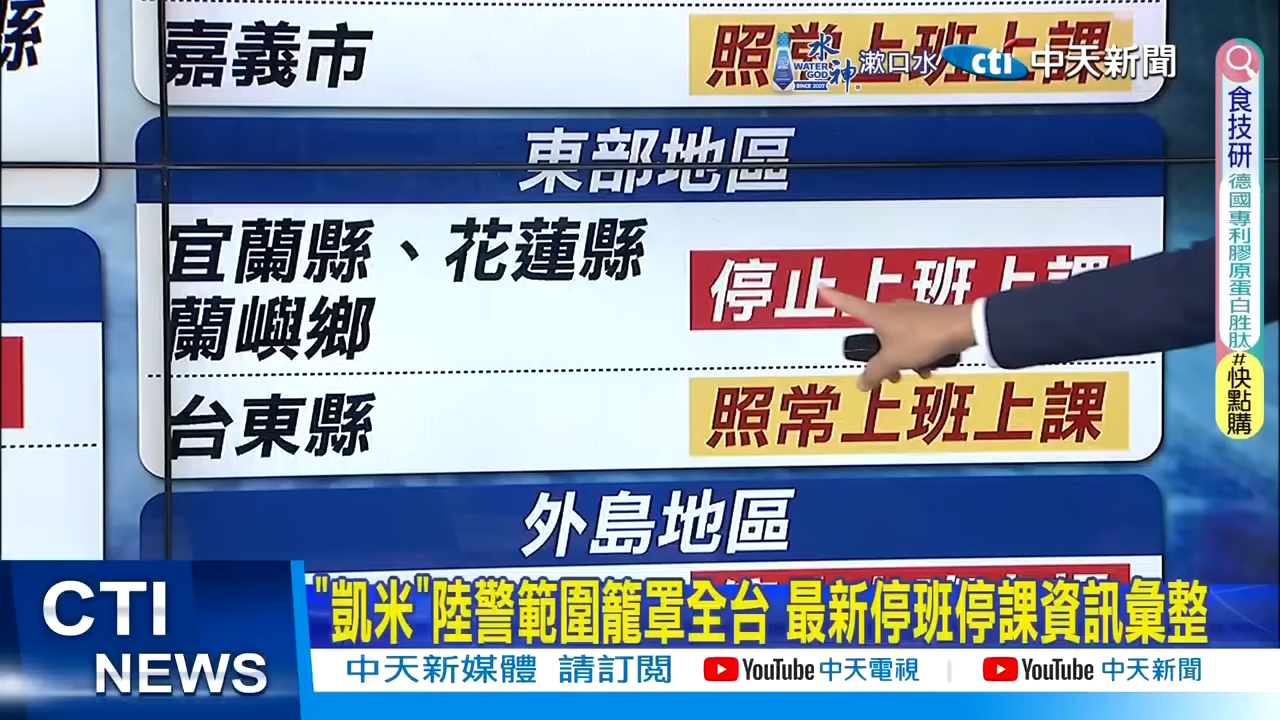 縣
嘉義市
照常上班上課
水神
WATER GOD
SINCE 2007
漱口水
cti 中天新聞
食技研 德國專利膠原蛋白胜肽 #快點購
東部地區
宜蘭縣、花蓮縣
蘭嶼鄉
停止上班上課
台東縣
照常上班上課
外島地區
"凱米"陸警範圍籠罩全台 最新停班停課資訊彙整
CTI
NEWS
中天新媒體 請訂閱 YouTube 中天電視 | YouTube 中天新聞